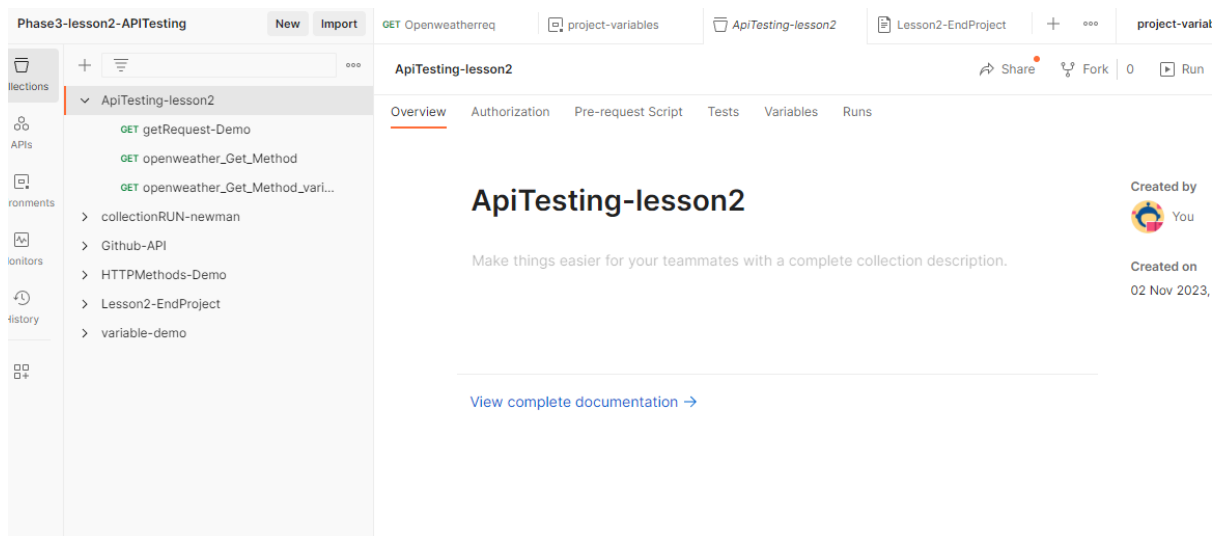 Phase3-lesson2-APITesting New Import
GET Openweatherreq project-variables ApiTesting-lesson2 Lesson2-EndProject project-variab
llections
APIs
ronments
onitors
History
ApiTesting-lesson2
GET getRequest-Demo
GET openweather_Get_Method
GET openweather_Get_Method_vari...
collectionRUN-newman
Github-API
HTTPMethods-Demo
Lesson2-EndProject
variable-demo
ApiTesting-lesson2 Share Fork 0 Run
Overview Authorization Pre-request Script Tests Variables Runs
ApiTesting-lesson2
Make things easier for your teammates with a complete collection description.
View complete documentation →
Created by
You
Created on
02 Nov 2023,